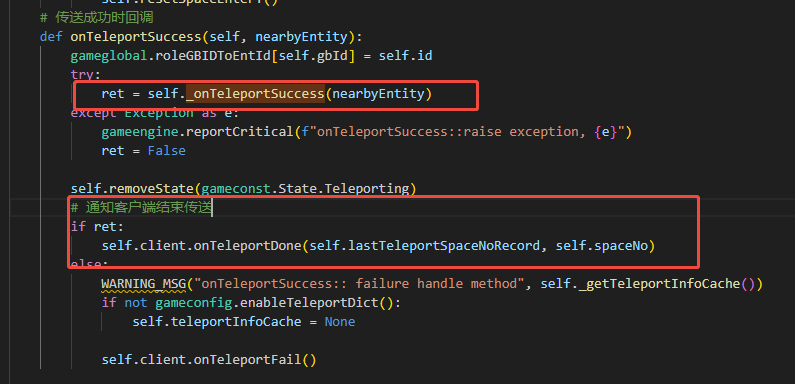 self.resetSpaceEnter()
# 传送成功时回调
def onTeleportSuccess(self, nearbyEntity):
gameglobal.roleGBIDToEntId[self.gbId] = self.id
try:
ret = self._onTeleportSuccess(nearbyEntity)
except Exception as e:
gameengine.reportCritical(f"onTeleportSuccess::raise exception, {e}")
ret = False
self.removeState(gameconst.State.Teleporting)
# 通知客户端结束传送
if ret:
self.client.onTeleportDone(self.lastTeleportSpaceNoRecord, self.spaceNo)
else:
WARNING_MSG("onTeleportSuccess:: failure handle method", self._getTeleportInfoCache())
if not gameconfig.enableTeleportDict():
self.teleportInfoCache = None
self.client.onTeleportFail()